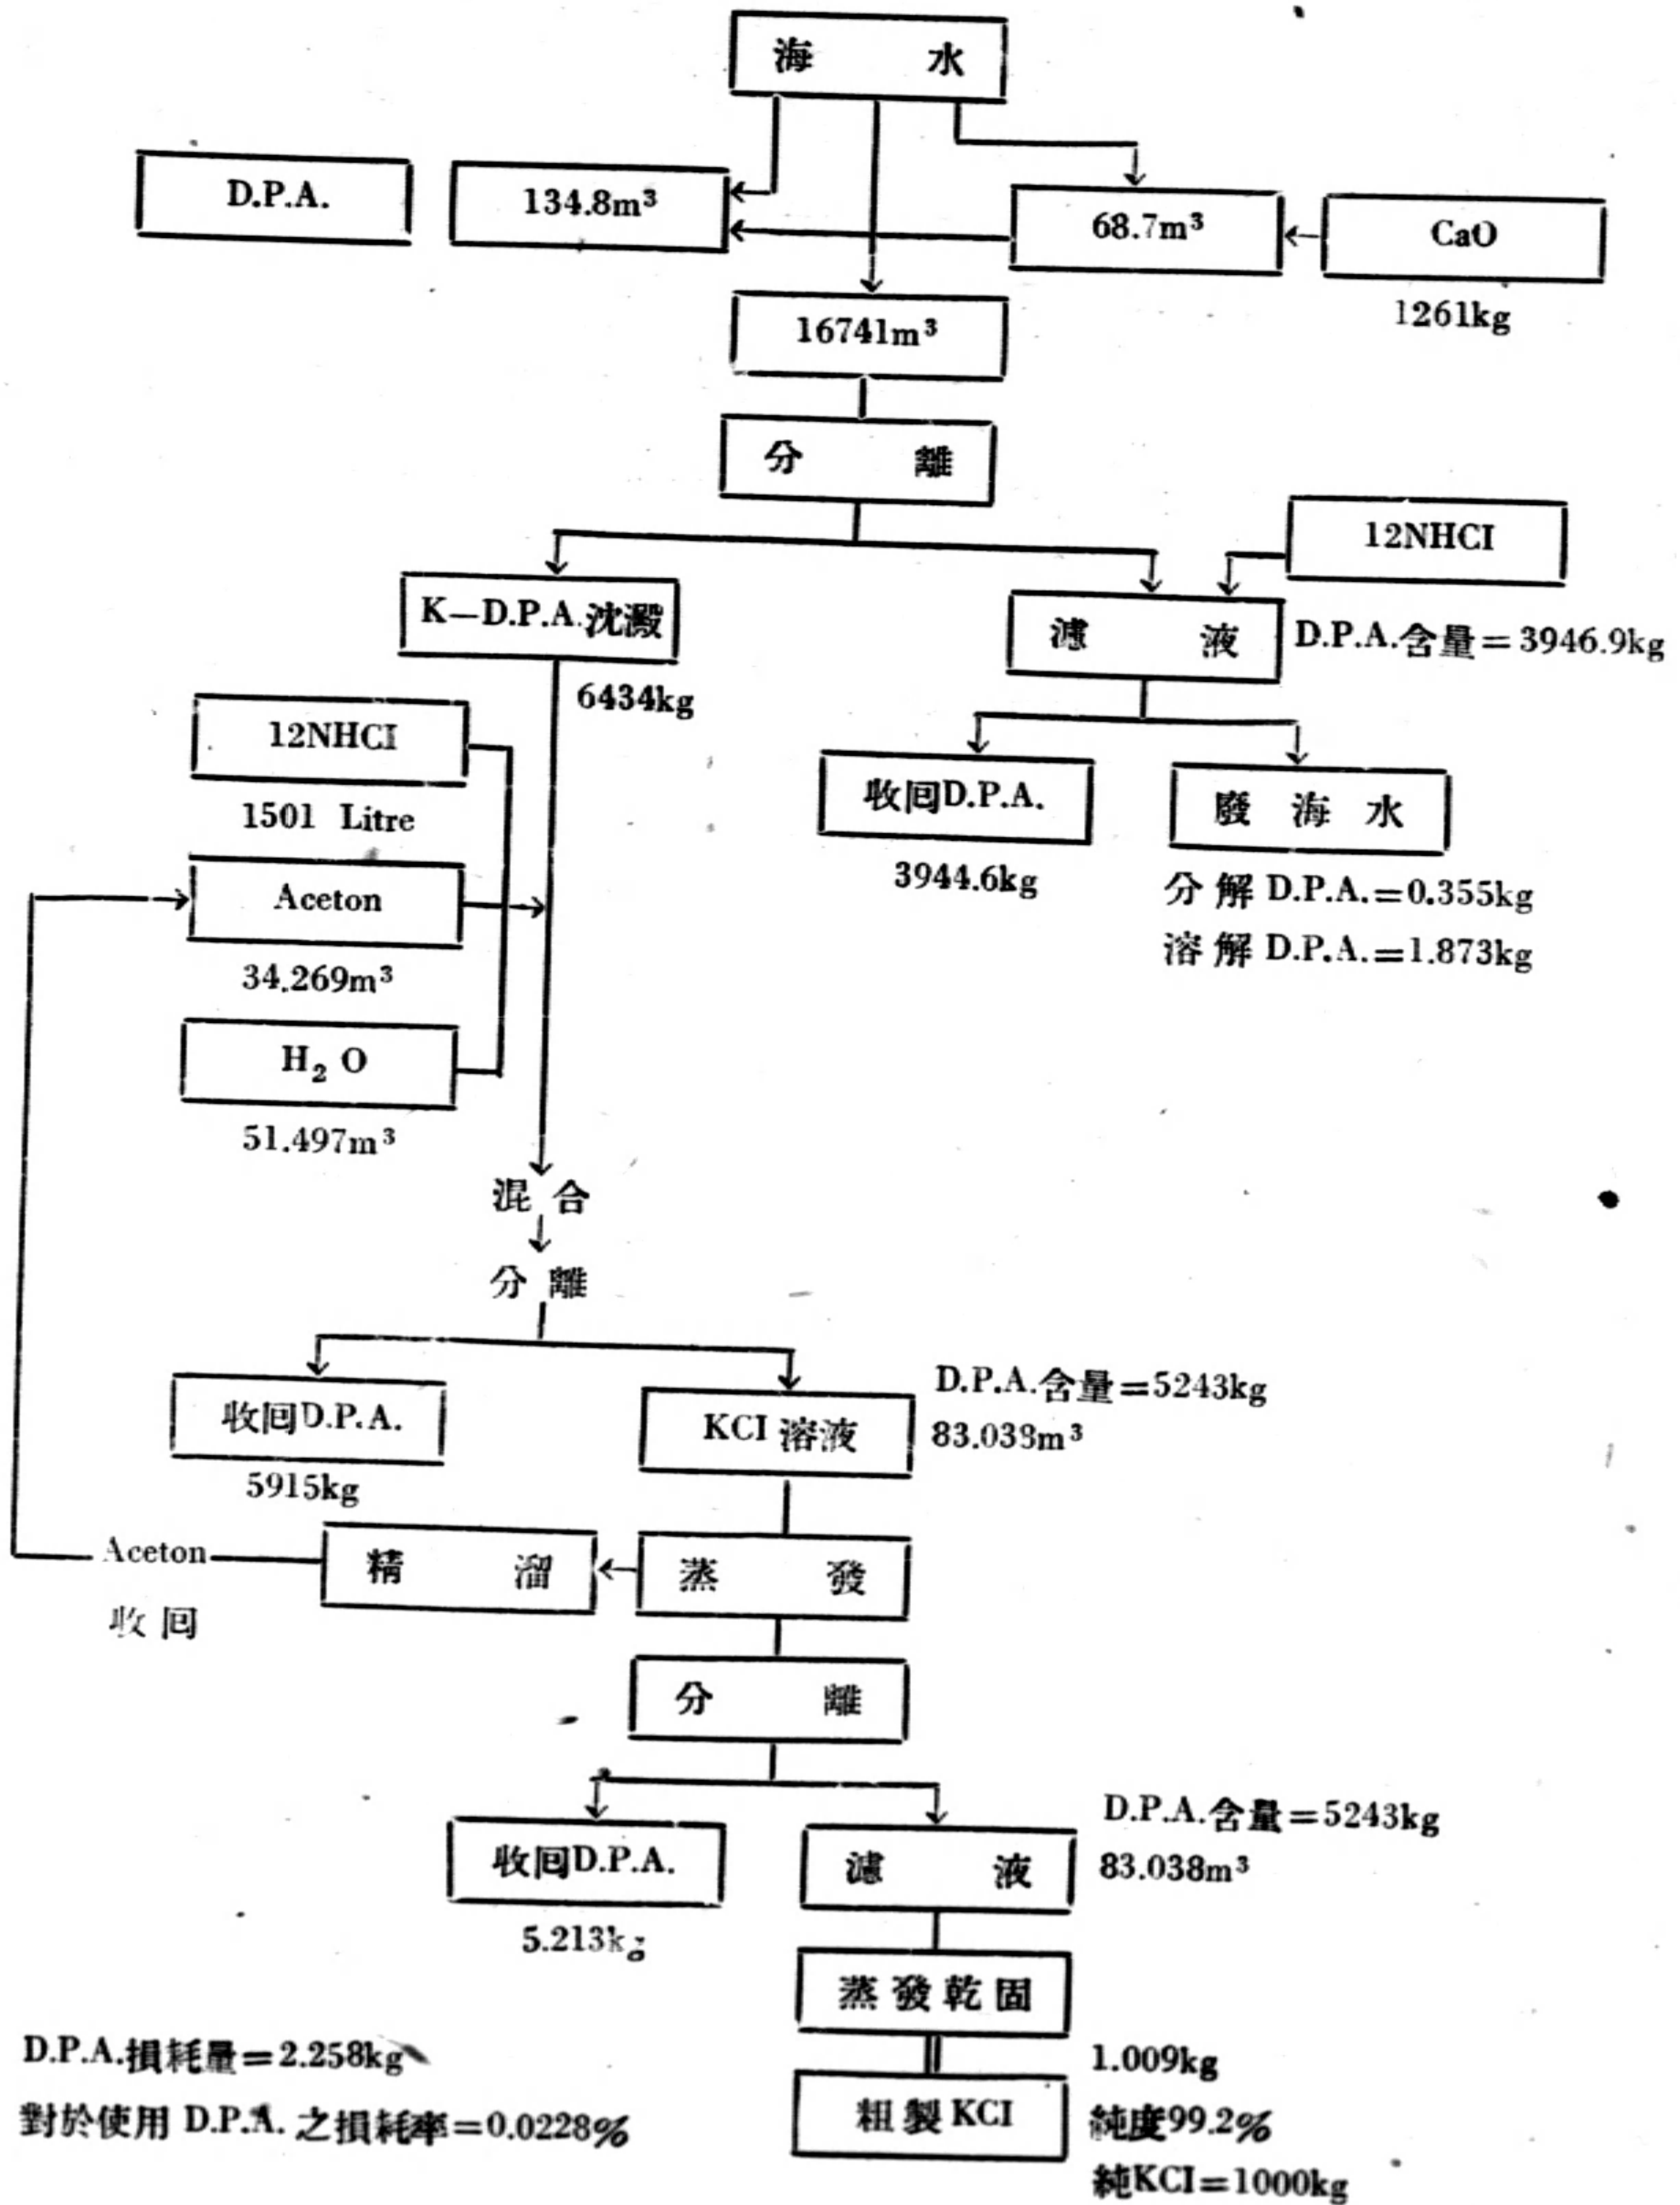 海 水
D.P.A.
134.8m³
68.7m³
CaO
1261kg
16741m³
分 離
12NHCl
K—D.P.A.沈澱
6434kg
濾 液
D.P.A.含量=3946.9kg
12NHCl
1501 Litre
收回D.P.A.
3944.6kg
廢 海 水
分解 D.P.A.=0.355kg
溶解 D.P.A.=1.873kg
Aceton
34.269m³
H₂O
51.497m³
混 合
分 離
收回D.P.A.
5915kg
KCl 溶液
D.P.A.含量=5243kg
83.038m³
Aceton
收回
精 溜
蒸 發
分 離
收回D.P.A.
5.213kg
濾 液
D.P.A.含量=5243kg
83.038m³
蒸發乾固
粗製KCl
1.009kg
純度99.2%
純KCl=1000kg
D.P.A.損耗量=2.258kg
對於使用 D.P.A. 之損耗率=0.0228%